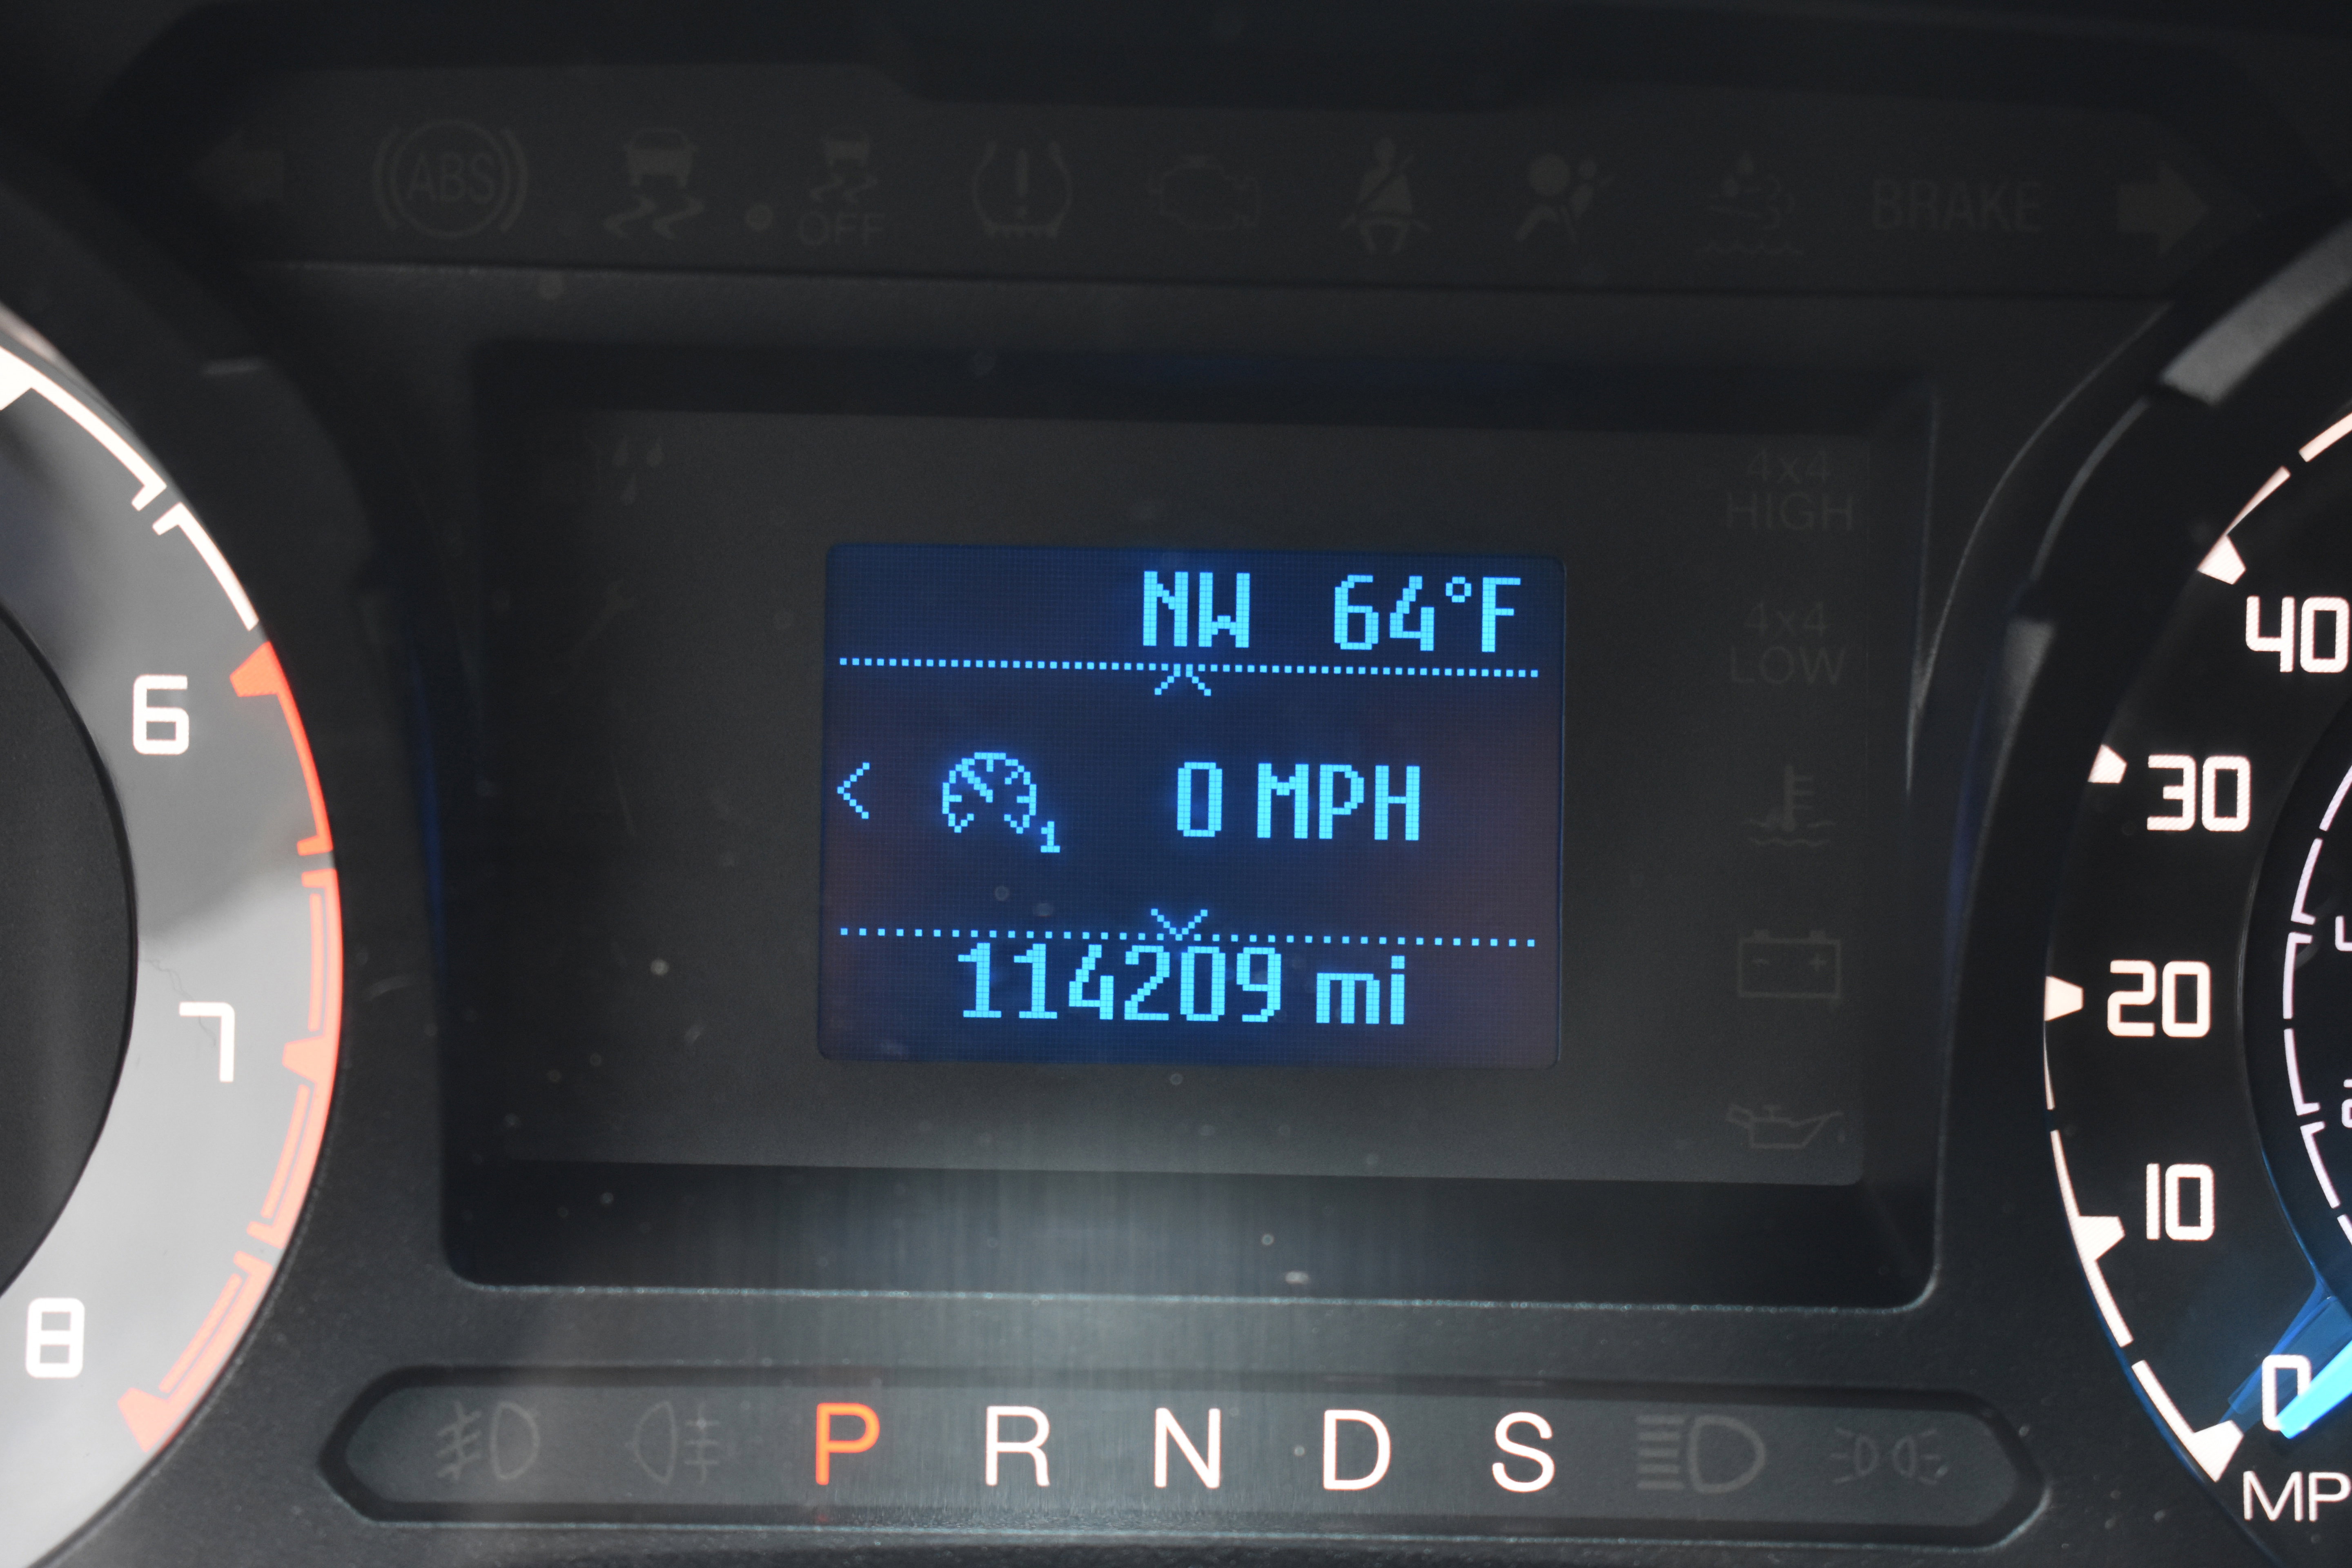 ABS
OFF
BRAKE
4x4
HIGH
4x4
LOW
NW 64°F
0 MPH
1
114209 mi
6
7
8
40
30
20
10
0
P R N D S